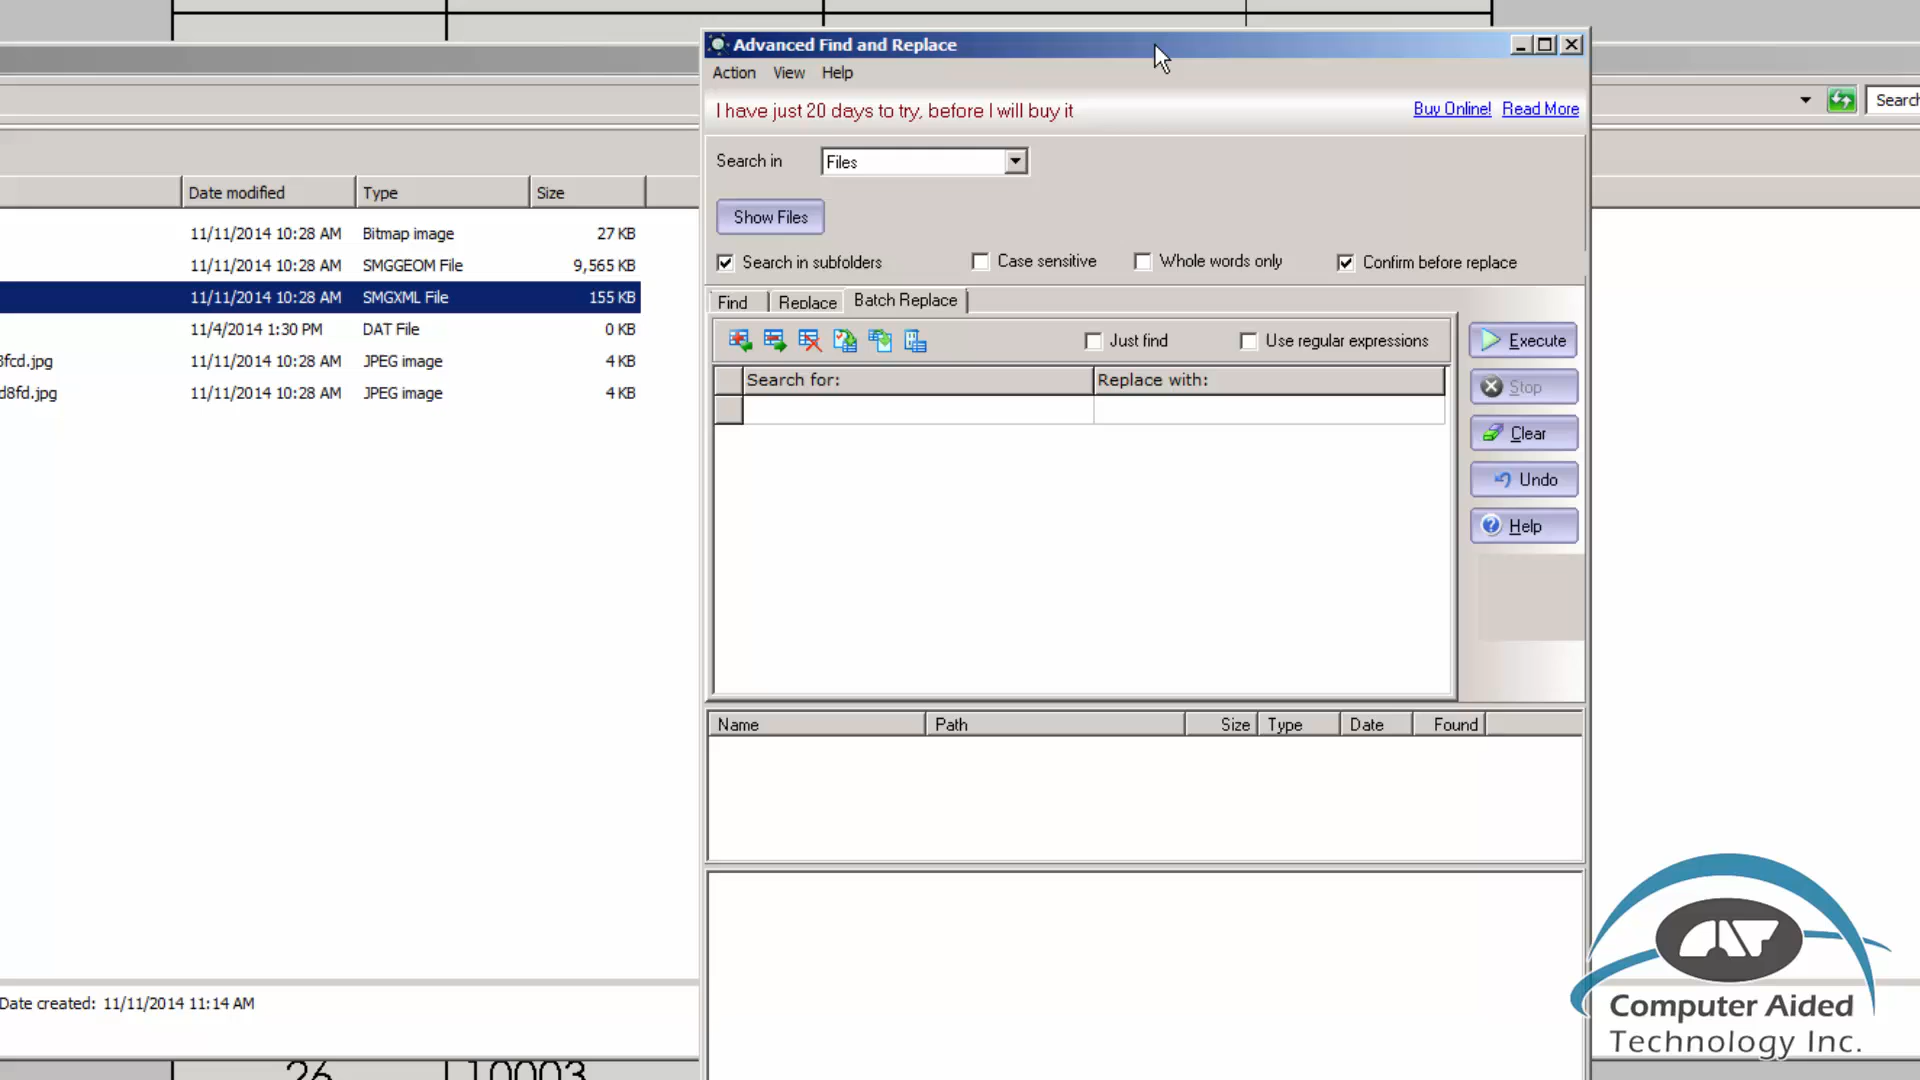 Advanced Find and Replace
Action View Help
I have just 20 days to try, before I will buy it
Buy Online! Read More
Search
Search in Files
Date modified Type Size
Show Files
11/11/2014 10:28 AM Bitmap image 27 KB
11/11/2014 10:28 AM SMGGEOM File 9,565 KB
Search in subfolders Case sensitive Whole words only Confirm before replace
11/11/2014 10:28 AM SMGXML File 155 KB
Find Replace Batch Replace
11/4/2014 1:30 PM DAT File 0 KB
Just find Use regular expressions Execute
3fcd.jpg 11/11/2014 10:28 AM JPEG image 4 KB
Search for: Replace with: Stop
d8fd.jpg 11/11/2014 10:28 AM JPEG image 4 KB
Clear
Undo
Help
Name Path Size Type Date Found
Date created: 11/11/2014 11:14 AM
Computer Aided
Technology Inc.
26 10003